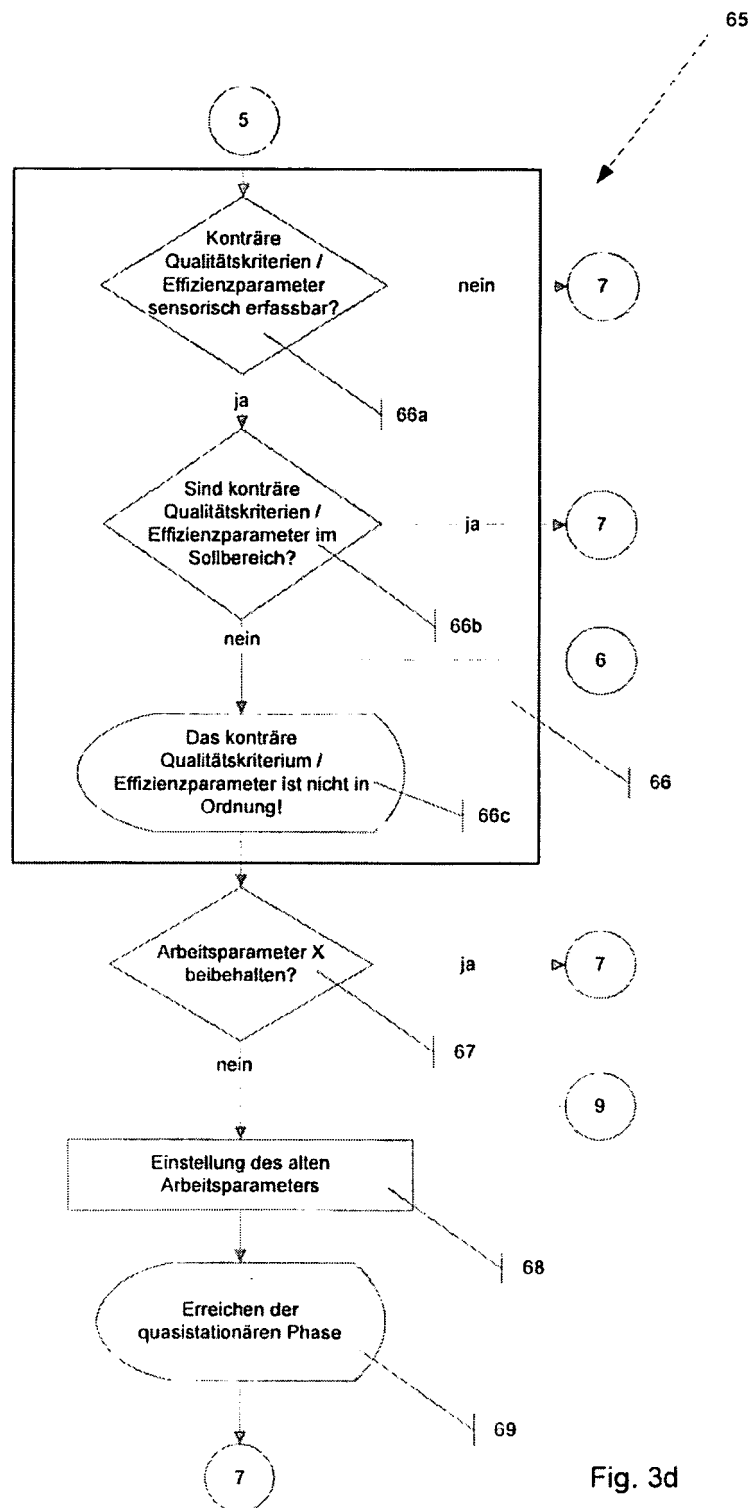 65
5
Konträre
Qualitätskriterien /
Effizienzparameter
sensorisch erfassbar?
nein
7
ja
66a
Sind konträre
Qualitätskriterien /
Effizienzparameter im
Sollbereich?
ja
7
66b
nein
6
Das konträre
Qualitätskriterium /
Effizienzparameter ist nicht in
Ordnung!
66
66c
Arbeitsparameter X
beibehalten?
ja
7
67
nein
9
Einstellung des alten
Arbeitsparameters
68
Erreichen der
quasistationären Phase
69
7
Fig. 3d